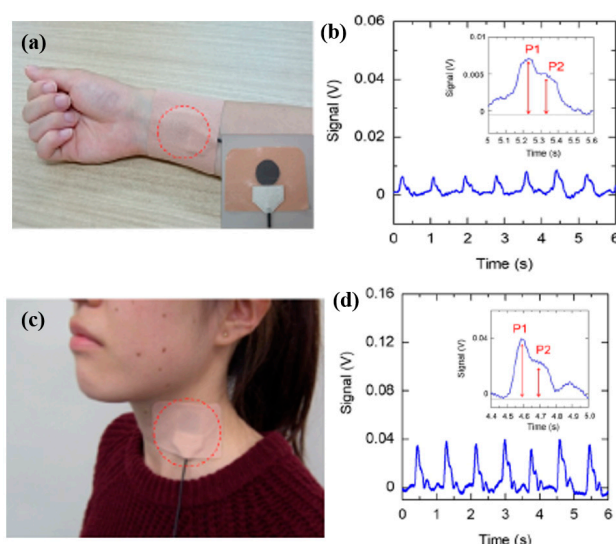 (a)
(b)
Signal (V)
0.06
0.04
0.02
0
0 1 2 3 4 5 6
Time (s)
Signal (V)
0.01
0.005
0
P1
P2
5 5.1 5.2 5.3 5.4 5.5 5.6
Time (s)
(c)
(d)
Signal (V)
0.16
0.12
0.08
0.04
0
0 1 2 3 4 5 6
Time (s)
Signal (V)
0.04
0
P1
P2
4.4 4.5 4.6 4.7 4.8 4.9 5.0
Time (s)